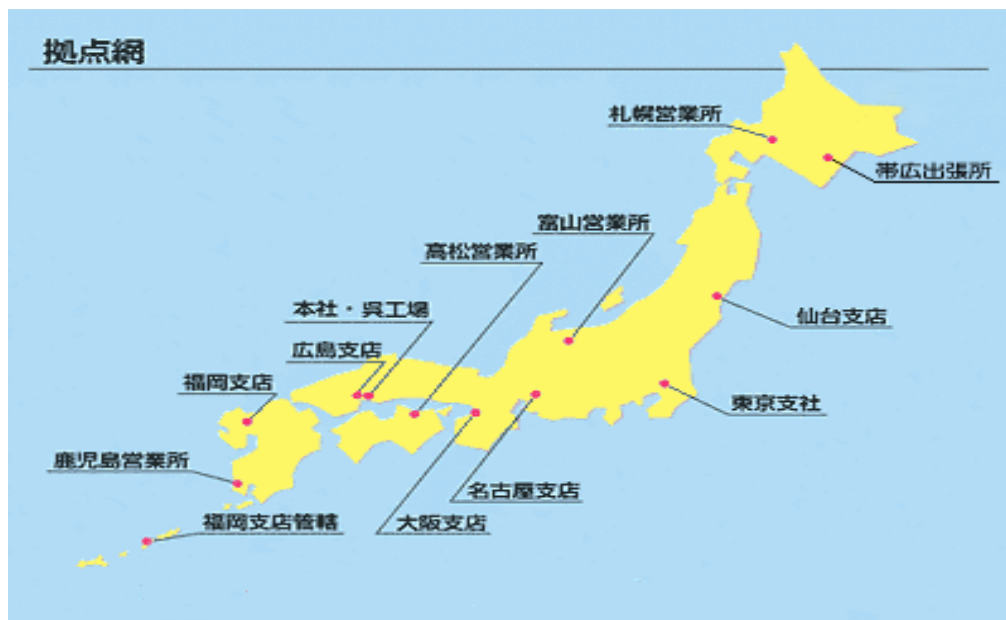 拠点網
札幌営業所
帯広出張所
富山営業所
高松営業所
本社・呉工場
仙台支店
広島支店
福岡支店
東京支社
鹿児島営業所
名古屋支店
福岡支店管轄
大阪支店